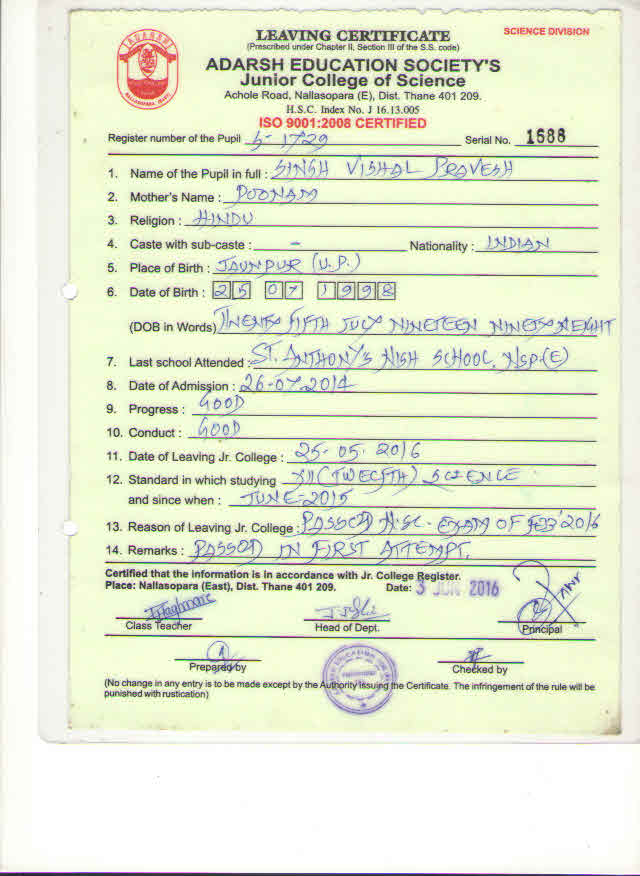 SCIENCE DIVISION
LEAVING CERTIFICATE
(Prescribed under Chapter II, Section III of the S.S. code)
ADARSH EDUCATION SOCIETY'S
Junior College of Science
Achole Road, Nallasopara (E), Dist. Thane 401 209.
H.S.C. Index No. J 16.13.005
ISO 9001:2008 CERTIFIED
Register number of the Pupil S-1729 Serial No. 1688
1. Name of the Pupil in full : SINGH VISHAL PRAVESH
2. Mother's Name : POONAM
3. Religion : HINDU
4. Caste with sub-caste : - Nationality : INDIAN
5. Place of Birth : JAUNPUR (U.P.)
6. Date of Birth : 25 07 1998
(DOB in Words) TWENTY FIFTH JULY NINETEEN NINETY EIGHT
7. Last school Attended : ST. ANTHONY'S HIGH SCHOOL, NSP.(E)
8. Date of Admission : 26-07-2014
9. Progress : GOOD
10. Conduct : GOOD
11. Date of Leaving Jr. College : 25-05-2016
12. Standard in which studying XII (TWELFTH) SCIENCE
and since when : JUNE-2015
13. Reason of Leaving Jr. College : PASSED H.SC. EXAM OF FEB'2016
14. Remarks : PASSED IN FIRST ATTEMPT.
Certified that the information is in accordance with Jr. College Register.
Place: Nallasopara (East), Dist. Thane 401 209. Date: 3 JUN 2016
Class Teacher Head of Dept. Principal
Prepared by Checked by
(No change in any entry is to be made except by the Authority issuing the Certificate. The infringement of the rule will be
punished with rustication)